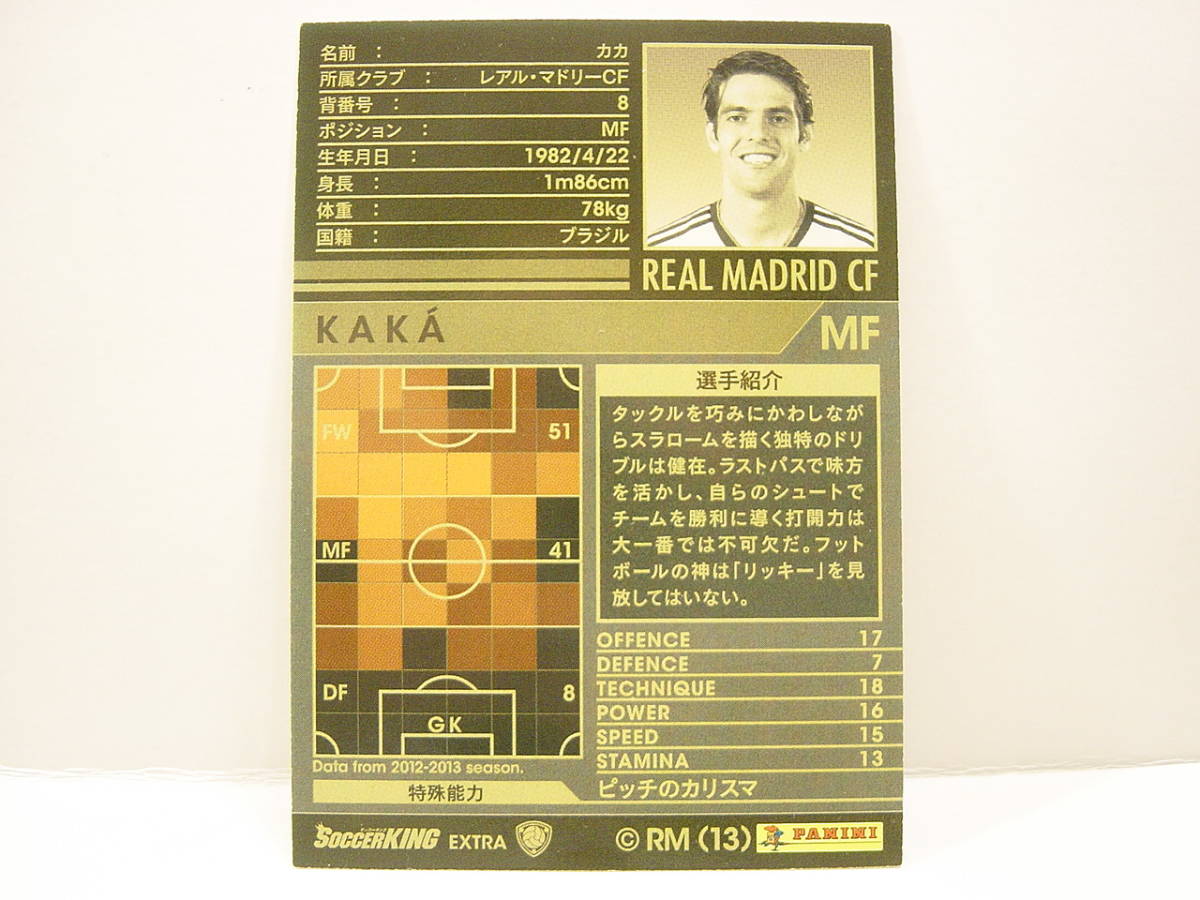 名前 : カカ
所属クラブ : レアル・マドリーCF
背番号 : 8
ポジション : MF
生年月日 : 1982/4/22
身長 : 1m86cm
体重 : 78kg
国籍 : ブラジル
REAL MADRID CF
KAKÁ
MF
FW 51
MF 41
DF 8
GK
Data from 2012-2013 season.
選手紹介
タックルを巧みにかわしなが
らスラロームを描く独特のドリ
ブルは健在。ラストパスで味方
を活かし、自らのシュートで
チームを勝利に導く打開力は
大一番では不可欠だ。フット
ボールの神は「リッキー」を見
放してはいない。
OFFENCE 17
DEFENCE 7
TECHNIQUE 18
POWER 16
SPEED 15
STAMINA 13
特殊能力 ピッチのカリスマ
SOCCERKING EXTRA
© RM (13) PANINI